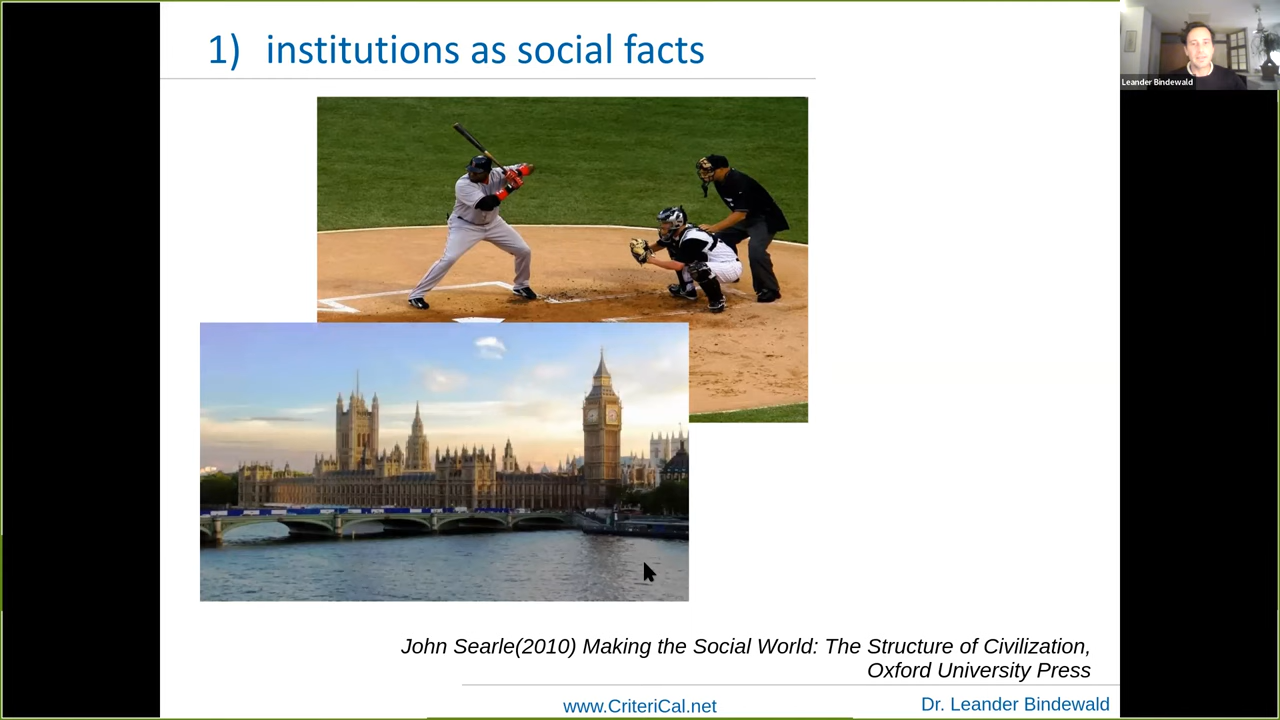 1) institutions as social facts
Leander Bindewald
John Searle(2010) Making the Social World: The Structure of Civilization,
Oxford University Press
www.CriteriCal.net
Dr. Leander Bindewald